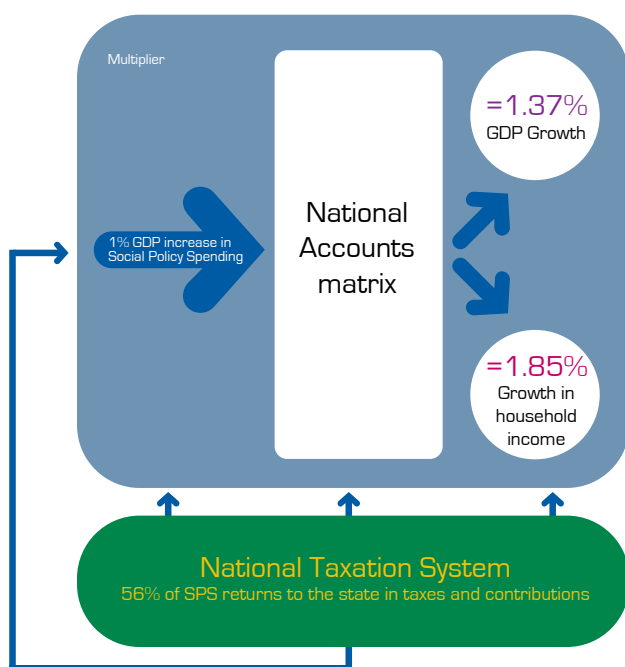 Multiplier
1% GDP increase in
Social Policy Spending
National
Accounts
matrix
=1.37%
GDP Growth
=1.85%
Growth in
household
income
National Taxation System
56% of SPS returns to the state in taxes and contributions